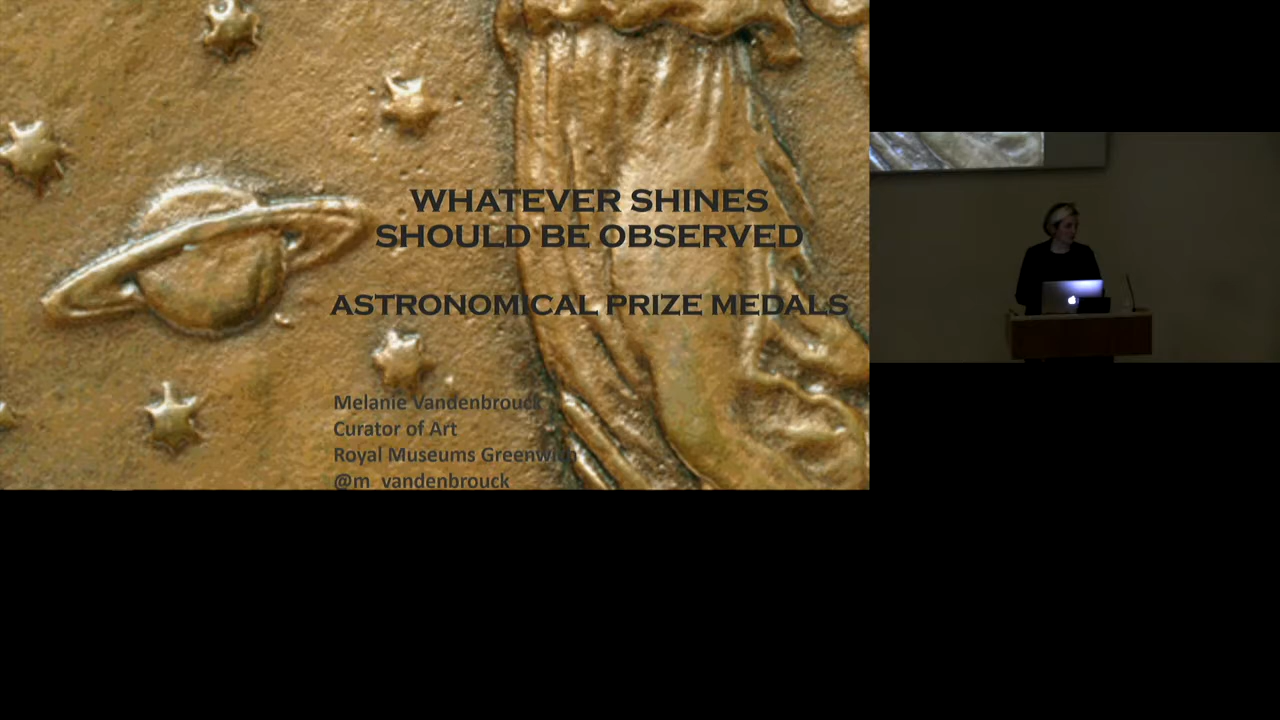 WHATEVER SHINES
SHOULD BE OBSERVED
ASTRONOMICAL PRIZE MEDALS
Melanie Vandenbrouck
Curator of Art
Royal Museums Greenwich
@m_vandenbrouck